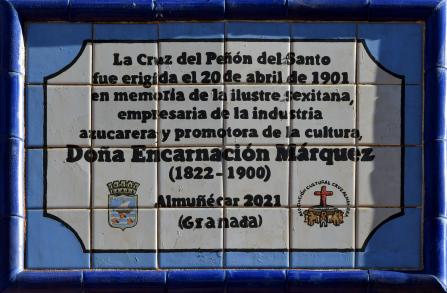 La Cruz del Peñón del Santo
fue erigida el 20 de abril de 1901
en memoria de la ilustre sexitana,
empresaria de la industria
azucarera y promotora de la cultura,
Doña Encarnación Márquez
(1822-1900)
Almuñécar 2021
(Granada)